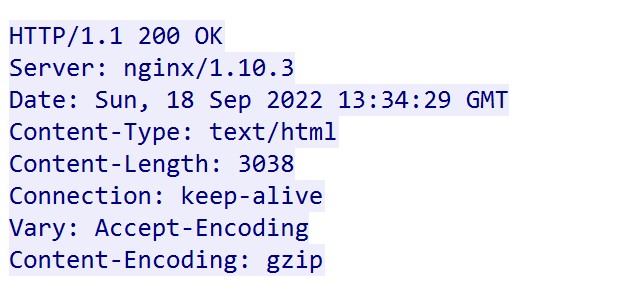 HTTP/1.1 200 OK
Server: nginx/1.10.3
Date: Sun, 18 Sep 2022 13:34:29 GMT
Content-Type: text/html
Content-Length: 3038
Connection: keep-alive
Vary: Accept-Encoding
Content-Encoding: gzip